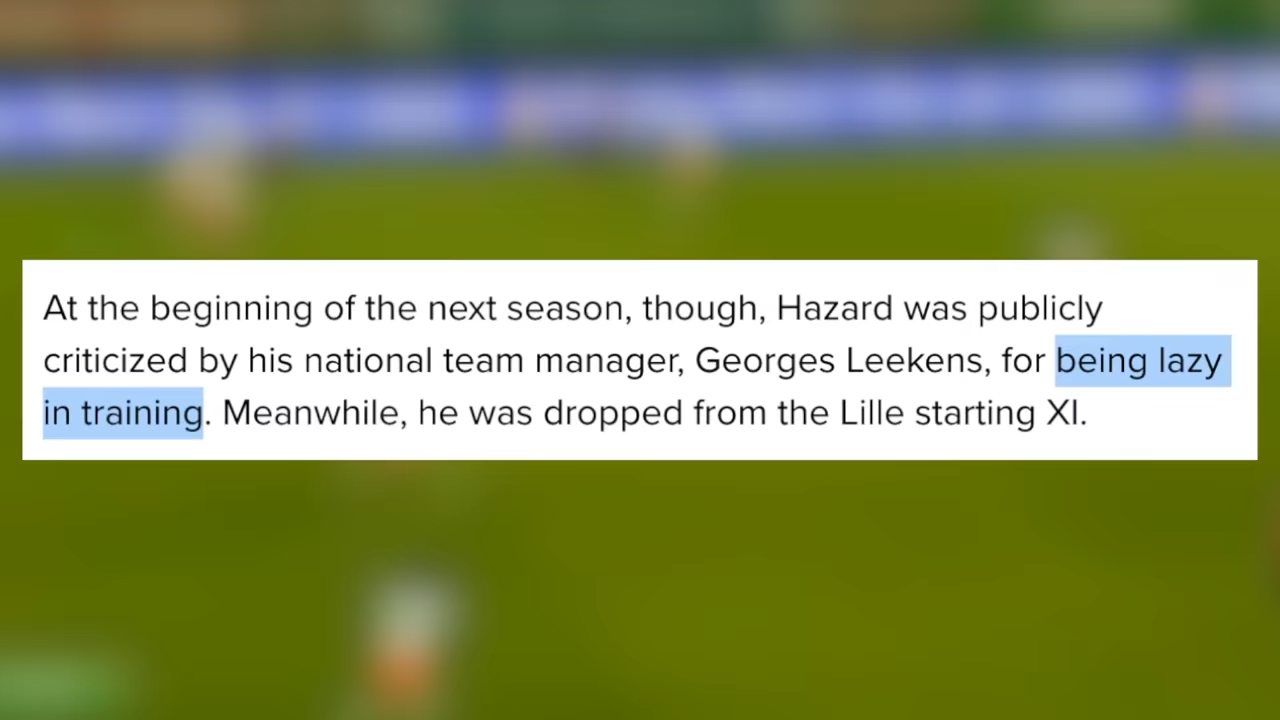 At the beginning of the next season, though, Hazard was publicly
criticized by his national team manager, Georges Leekens, for being lazy
in training. Meanwhile, he was dropped from the Lille starting XI.